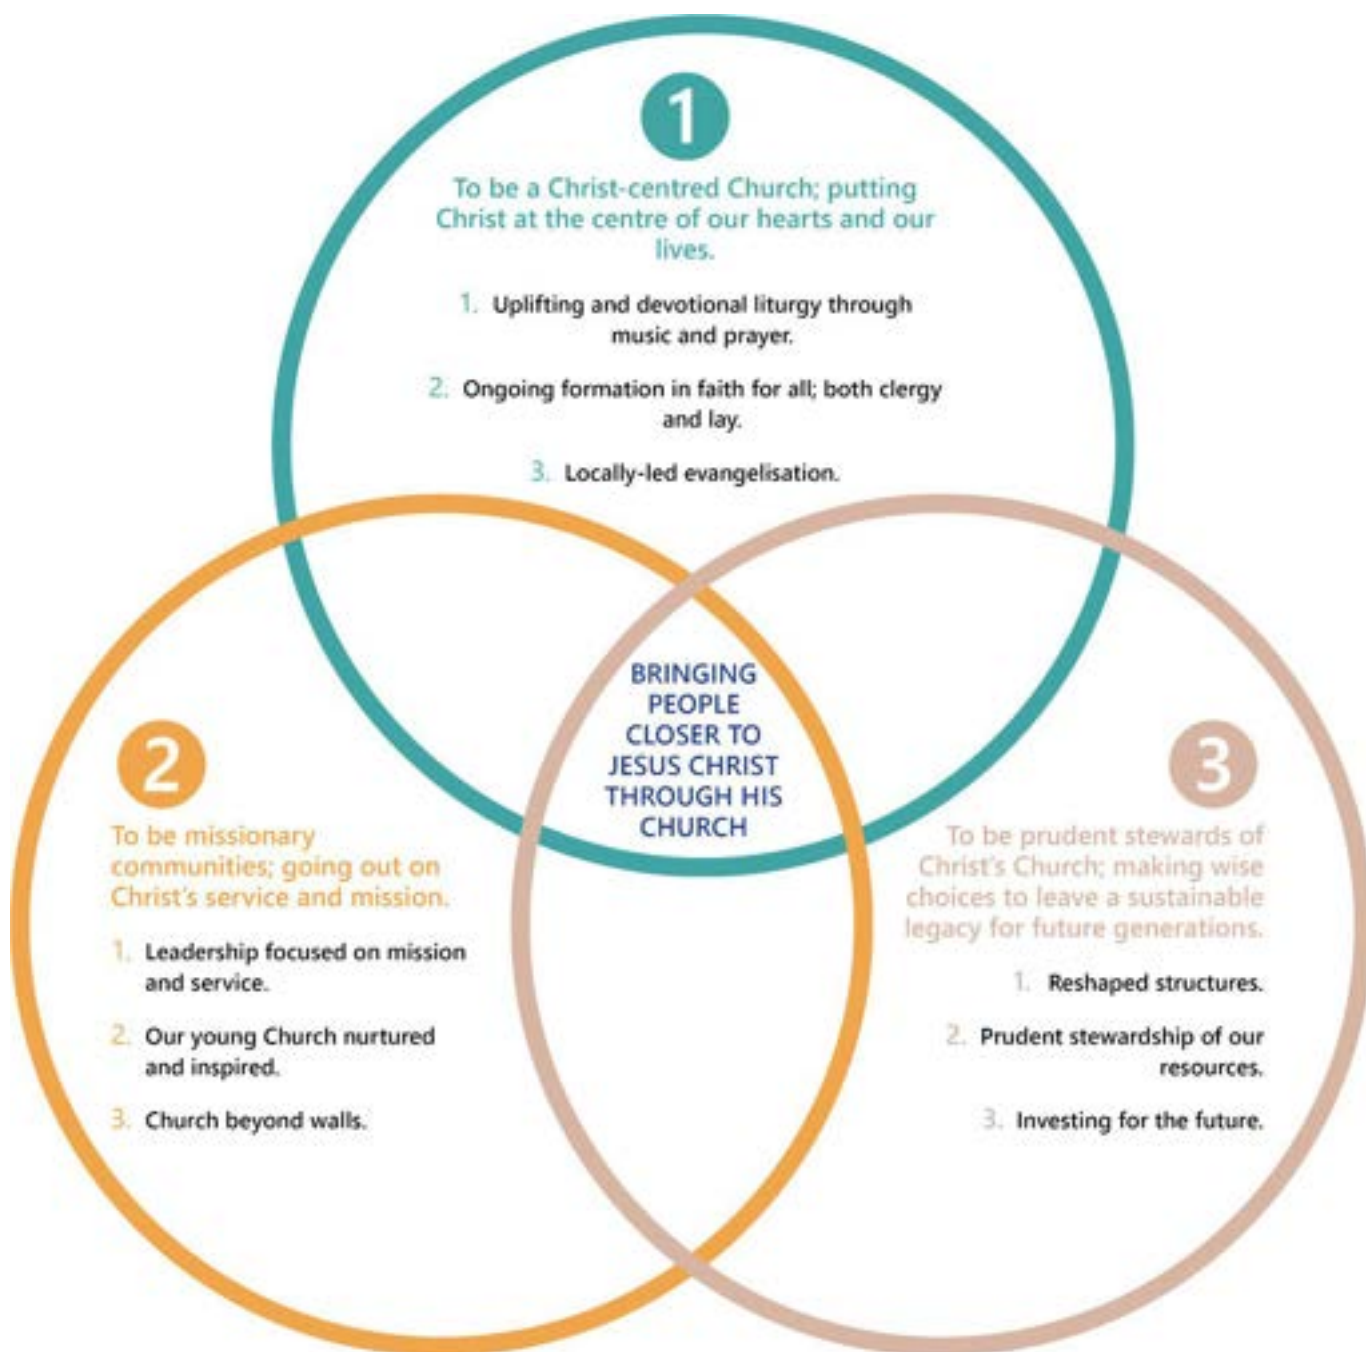 1
To be a Christ-centred Church; putting
Christ at the centre of our hearts and our
lives.
1. Uplifting and devotional liturgy through
music and prayer.
2. Ongoing formation in faith for all; both clergy
and lay.
3. Locally-led evangelisation.
BRINGING
PEOPLE
CLOSER TO
JESUS CHRIST
THROUGH HIS
CHURCH
2
To be missionary
communities; going out on
Christ's service and mission.
1. Leadership focused on mission
and service.
2. Our young Church nurtured
and inspired.
3. Church beyond walls.
3
To be prudent stewards of
Christ's Church; making wise
choices to leave a sustainable
legacy for future generations.
1. Reshaped structures.
2. Prudent stewardship of our
resources.
3. Investing for the future.